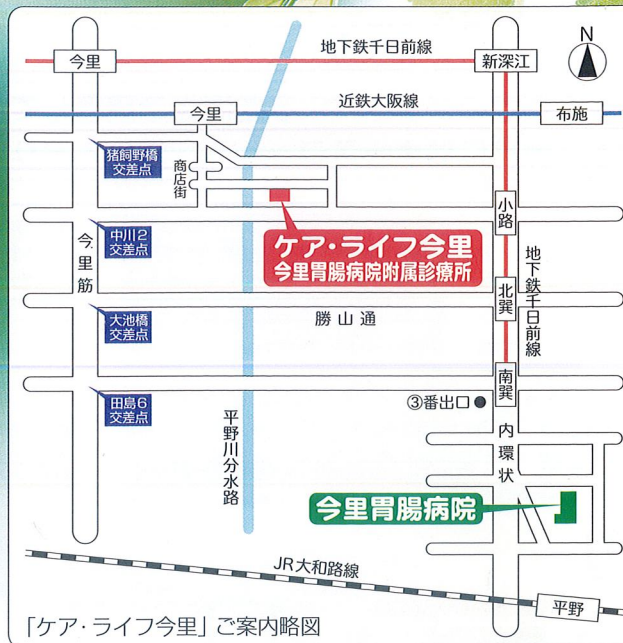 N
地下鉄千日前線
今里
新深江
近鉄大阪線
今里
布施
猪飼野橋
交差点
商店街
小路
中川2
交差点
ケア・ライフ今里
今里胃腸病院附属診療所
今里筋
地下鉄千日前線
北巽
大池橋
交差点
勝山通
南巽
田島6
交差点
③番出口
平野川分水路
内環状
今里胃腸病院
JR大和路線
平野
「ケア・ライフ今里」ご案内略図